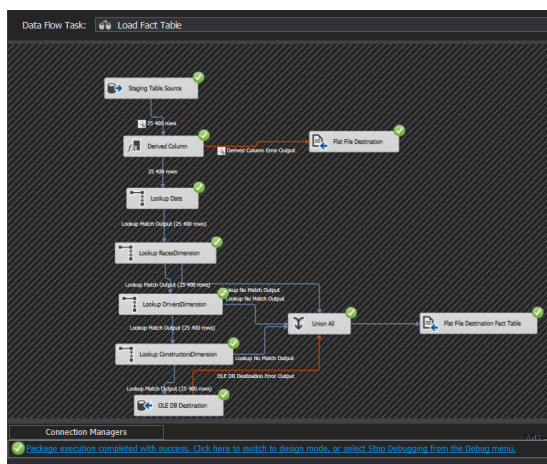 Data Flow Task: Load Fact Table
Staging Table Source
25 400 rows
Derived Column
Derived Column Error Output
Flat File Destination
25 400 rows
Lookup Date
Lookup Match Output (25 400 rows)
Lookup RacesDimension
Lookup Match Output (25 400 rows)
Lookup No Match Output
Lookup No Match Output
Lookup DriversDimension
Union All
Flat File Destination Fact Table
Lookup Match Output (25 400 rows)
Lookup ConstructorsDimension
Lookup No Match Output
OLE DB Destination Error Output
Lookup Match Output (25 400 rows)
OLE DB Destination
Connection Managers
Package execution completed with success. Click here to switch to design mode, or select Stop Debugging from the Debug menu.